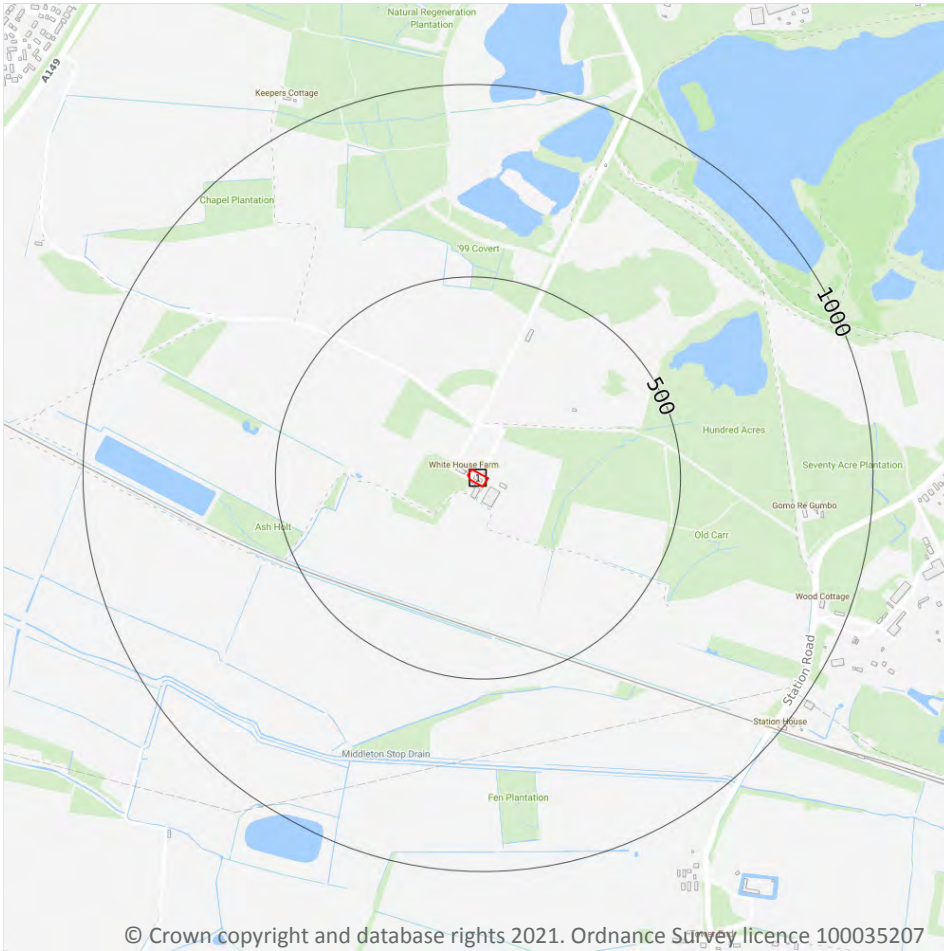 Natural Regeneration
Plantation
A149
Keepers Cottage
Chapel Plantation
'99 Covert
1000
500
Hundred Acres
White House Farm
Seventy Acre Plantation
Gorno Re Gumbo
Ash Holt
Old Carr
Wood Cottage
Station Road
Station House
Middleton Stop Drain
Fen Plantation
© Crown copyright and database rights 2021. Ordnance Survey licence 100035207